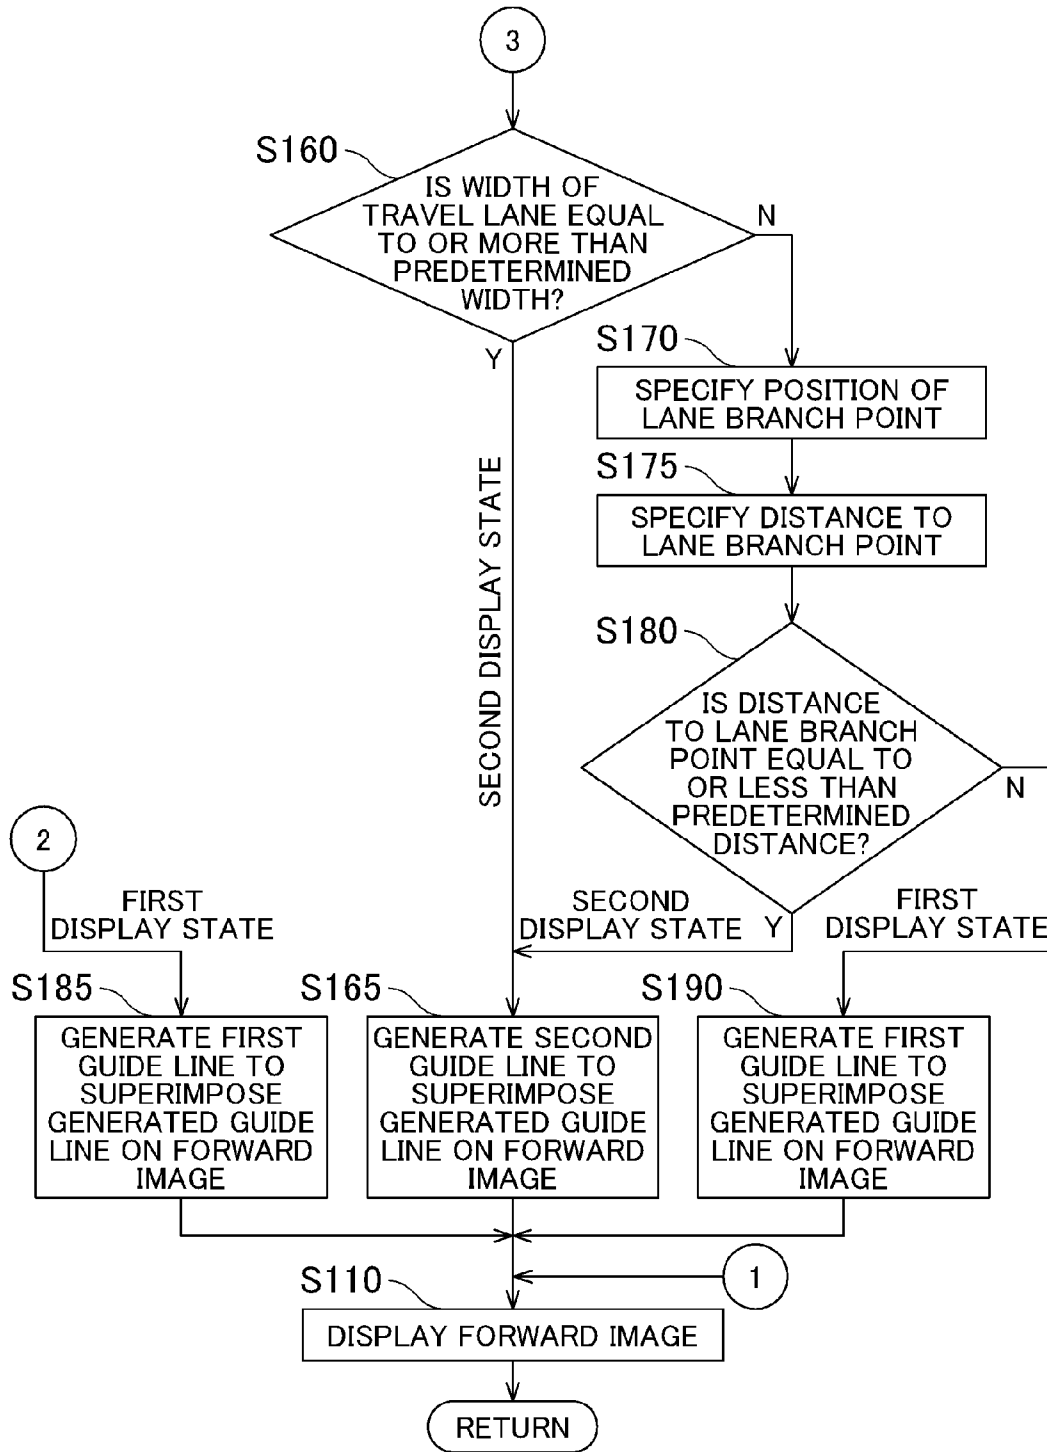 3
S160
IS WIDTH OF
TRAVEL LANE EQUAL
TO OR MORE THAN
PREDETERMINED
WIDTH?
N
Y
S170
SPECIFY POSITION OF
LANE BRANCH POINT
S175
SPECIFY DISTANCE TO
LANE BRANCH POINT
SECOND DISPLAY STATE
S180
IS DISTANCE
TO LANE BRANCH
POINT EQUAL TO
OR LESS THAN
PREDETERMINED
DISTANCE?
N
Y
2
FIRST
DISPLAY STATE
SECOND
DISPLAY STATE
FIRST
DISPLAY STATE
S185
GENERATE FIRST
GUIDE LINE TO
SUPERIMPOSE
GENERATED GUIDE
LINE ON FORWARD
IMAGE
S165
GENERATE SECOND
GUIDE LINE TO
SUPERIMPOSE
GENERATED GUIDE
LINE ON FORWARD
IMAGE
S190
GENERATE FIRST
GUIDE LINE TO
SUPERIMPOSE
GENERATED GUIDE
LINE ON FORWARD
IMAGE
1
S110
DISPLAY FORWARD IMAGE
RETURN